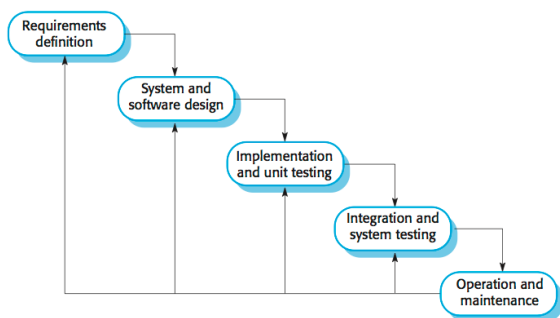 Requirements
definition
System and
software design
Implementation
and unit testing
Integration and
system testing
Operation and
maintenance